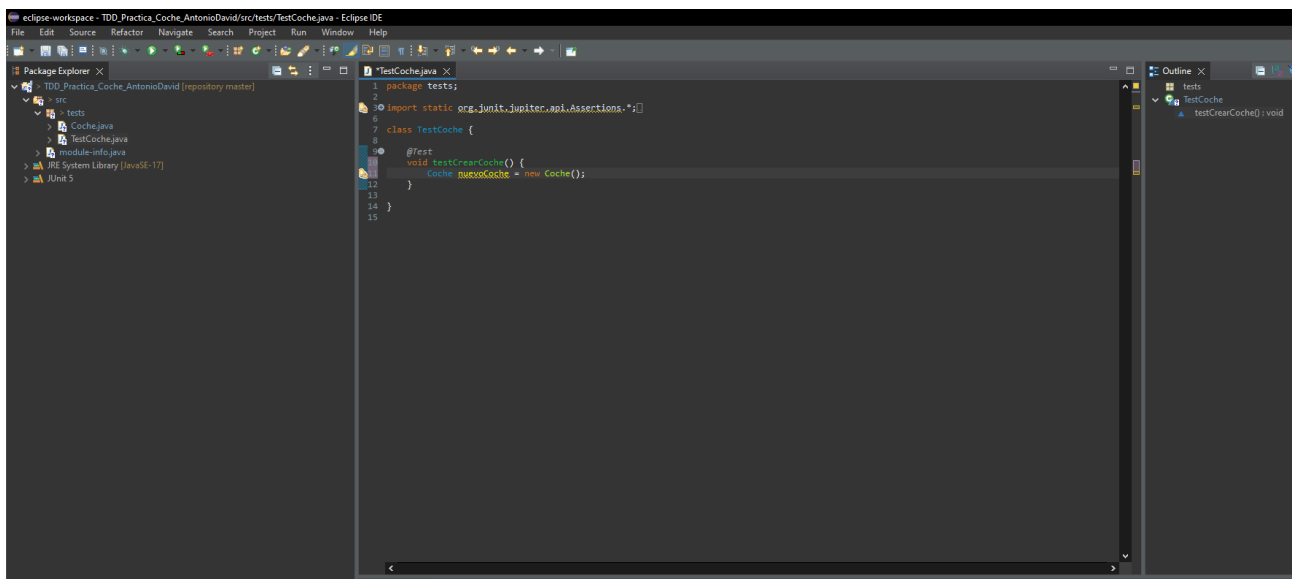 eclipse-workspace - TDD_Practica_Coche_AntonioDavid/src/tests/TestCoche.java - Eclipse IDE
File Edit Source Refactor Navigate Search Project Run Window Help
Package Explorer
> TDD_Practica_Coche_AntonioDavid [repository master]
> src
> tests
Coche.java
TestCoche.java
module-info.java
JRE System Library [JavaSE-17]
JUnit 5
*TestCoche.java
1 package tests;
2
3 import static org.junit.jupiter.api.Assertions.*;
6
7 class TestCoche {
8
9 @Test
10 void testCrearCoche() {
11 Coche nuevoCoche = new Coche();
12 }
13
14 }
15
Outline
tests
TestCoche
testCrearCoche() : void